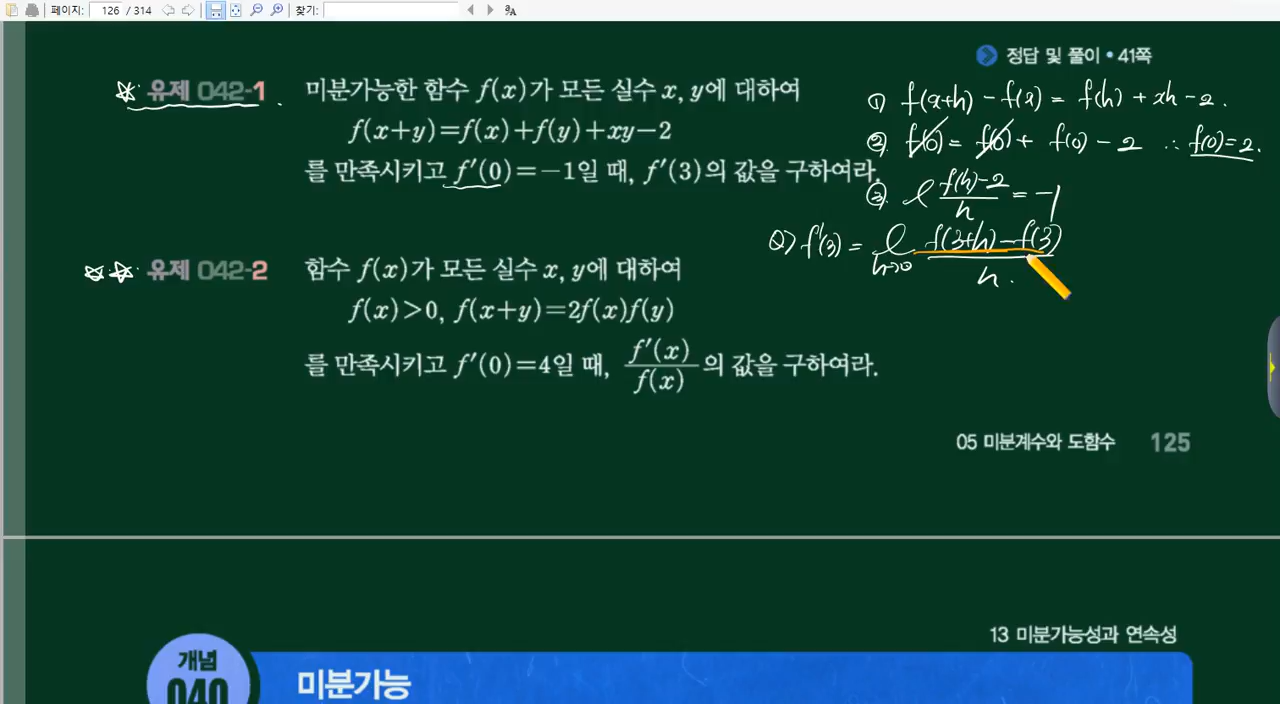 페이지: 126 / 314 찾기:
정답 및 풀이 • 41쪽
유제 042-1 미분가능한 함수 f(x)가 모든 실수 x, y에 대하여
f(x+y)=f(x)+f(y)+xy−2
를 만족시키고 f′(0)=−1일 때, f′(3)의 값을 구하여라.
① f(x+h) − f(x) = f(h) + xh − 2.
② f(0) = f(0) + f(0) − 2 ∴ f(0)=2.
③ l f(h)−2 / h = −1
Q> f'(3) = l h→0 f(3+h)−f(3) / h.
유제 042-2 함수 f(x)가 모든 실수 x, y에 대하여
f(x)>0, f(x+y)=2f(x)f(y)
를 만족시키고 f′(0)=4일 때, f′(x)/f(x)의 값을 구하여라.
05 미분계수와 도함수 125
13 미분가능성과 연속성
개념 040 미분가능